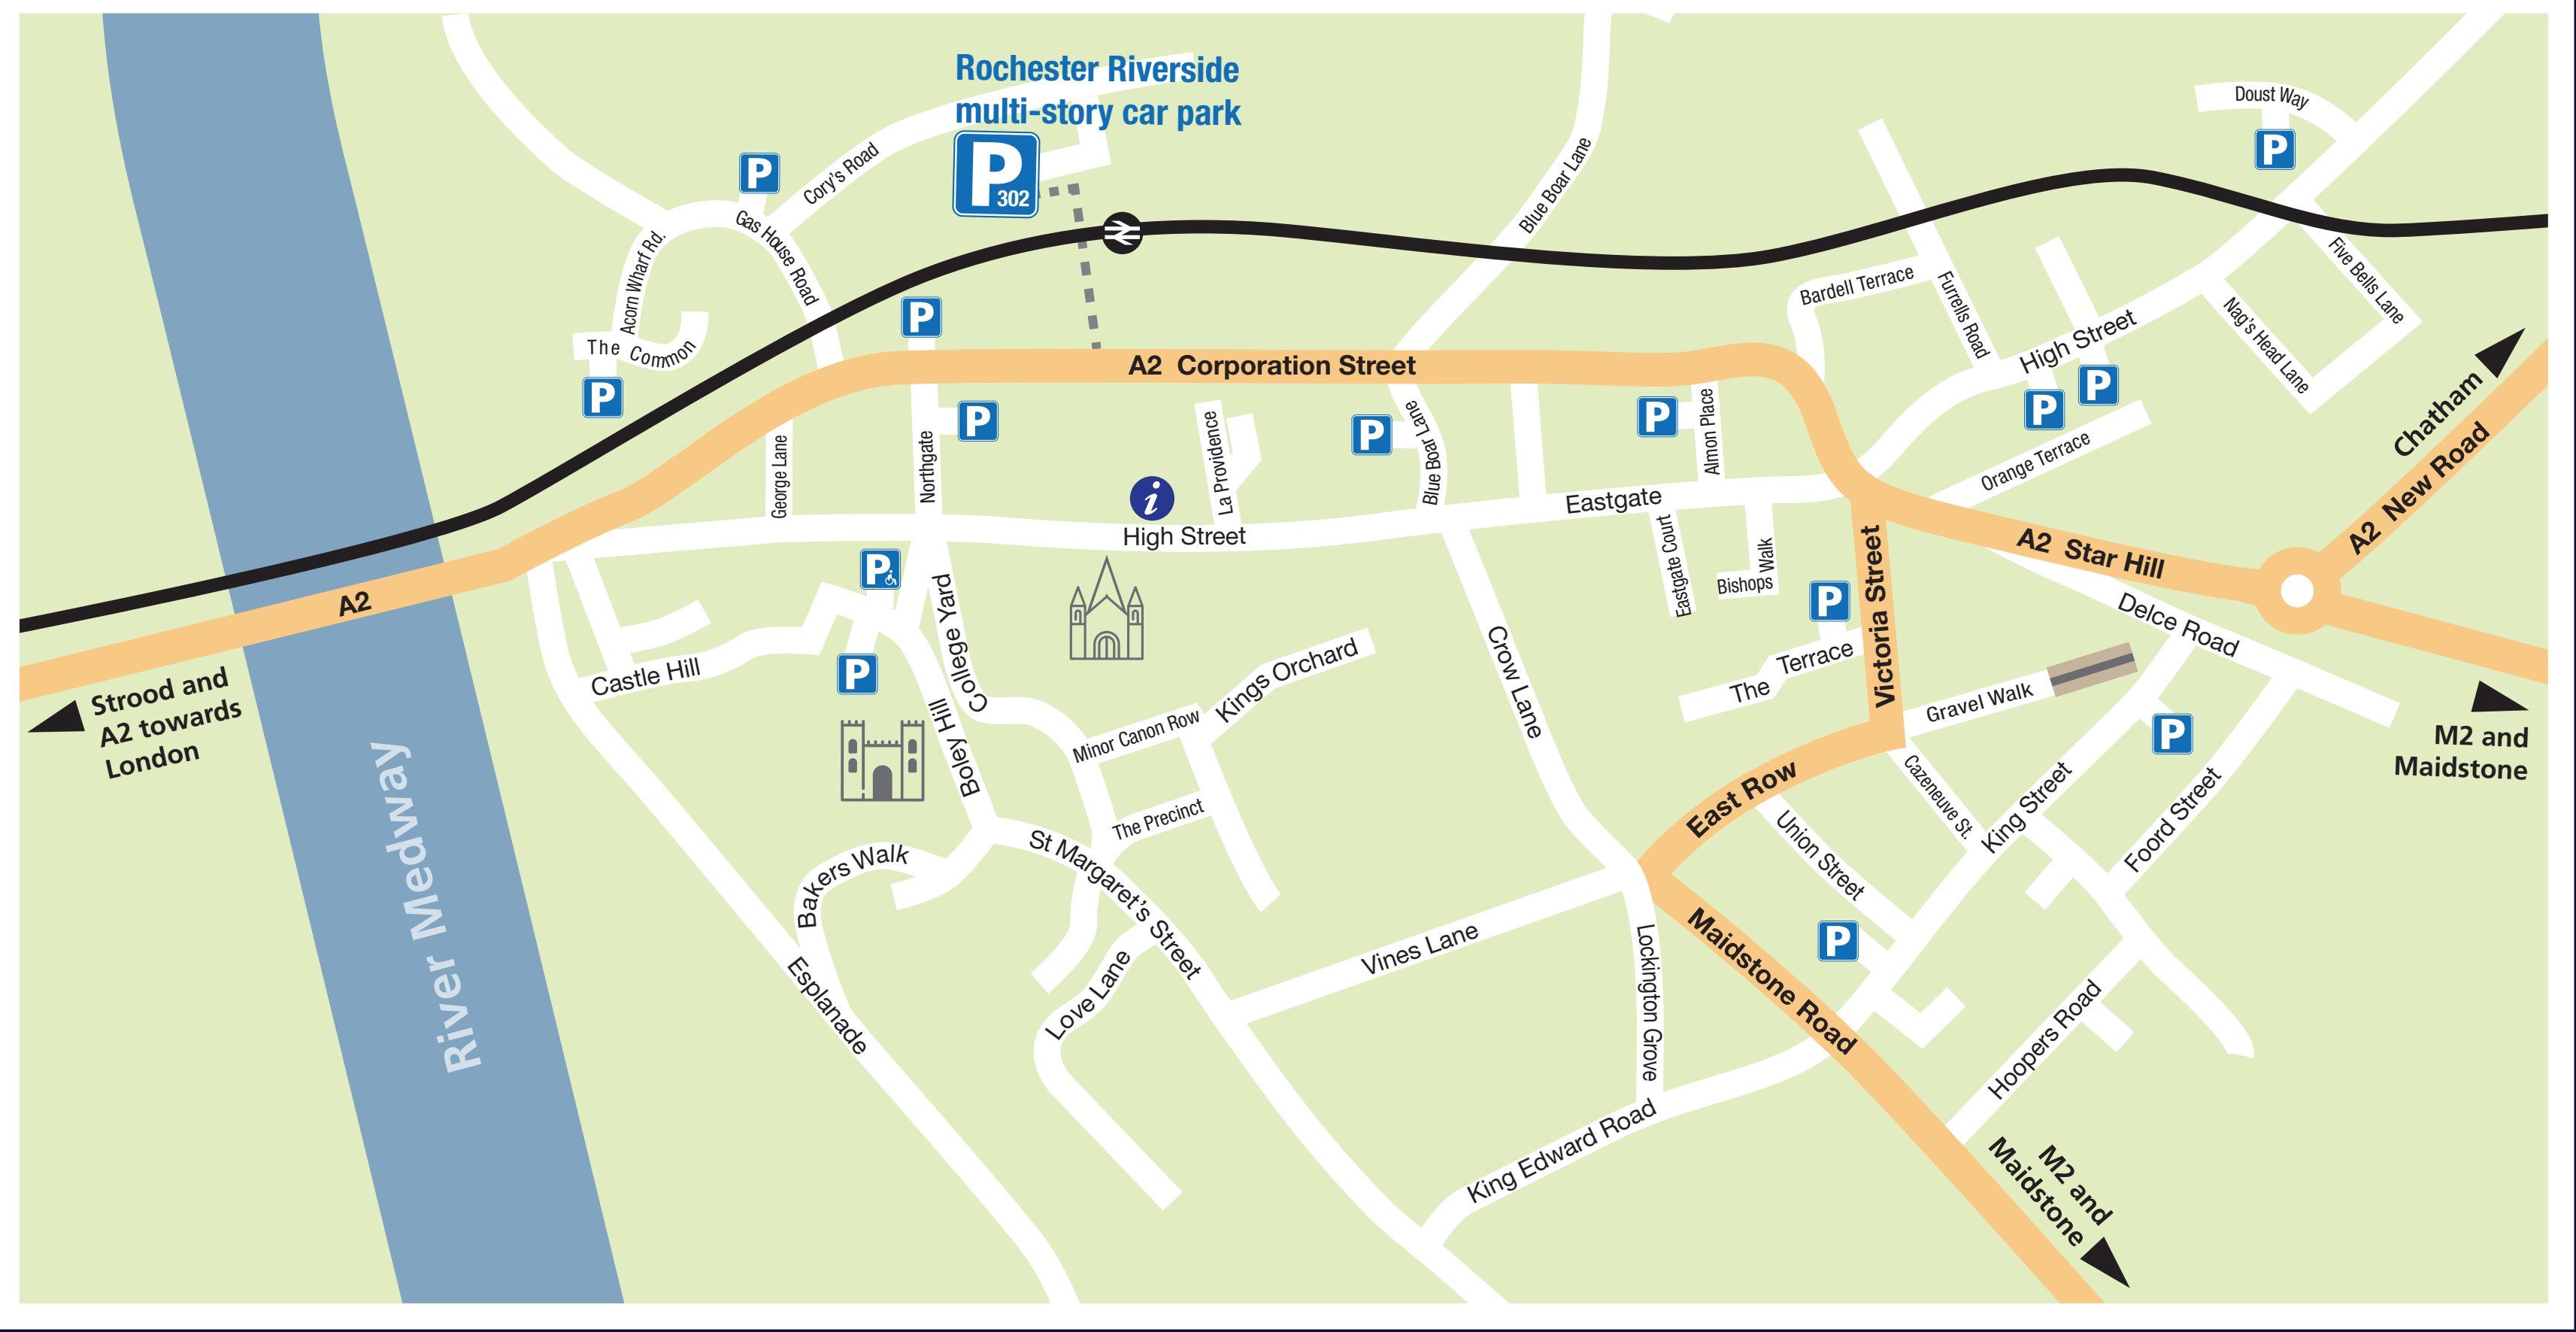 Rochester Riverside
multi-story car park
P
302
Doust Way
P
P
Cory's Road
Gas House Road
Acorn Wharf Rd.
The Common
P
P
Blue Boar Lane
Bardell Terrace
Furrells Road
Five Bells Lane
Nag's Head Lane
High Street
P
P
A2 Corporation Street
George Lane
Northgate
P
La Providence
P
Blue Boar Lane
P
Almon Place
Orange Terrace
Chatham
A2 New Road
i
High Street
Eastgate
Eastgate Court
Bishops Walk
A2 Star Hill
A2
Strood and
A2 towards
London
River Medway
P
College Yard
Castle Hill
P
Boley Hill
Minor Canon Row
Kings Orchard
The Precinct
Crow Lane
P
The Terrace
Victoria Street
Delce Road
Gravel Walk
P
M2 and
Maidstone
East Row
Cazeneuve St.
King Street
Foord Street
Union Street
P
Bakers Walk
St Margaret's Street
Esplanade
Love Lane
Vines Lane
Lockington Grove
Maidstone Road
Hoopers Road
King Edward Road
M2 and
Maidstone